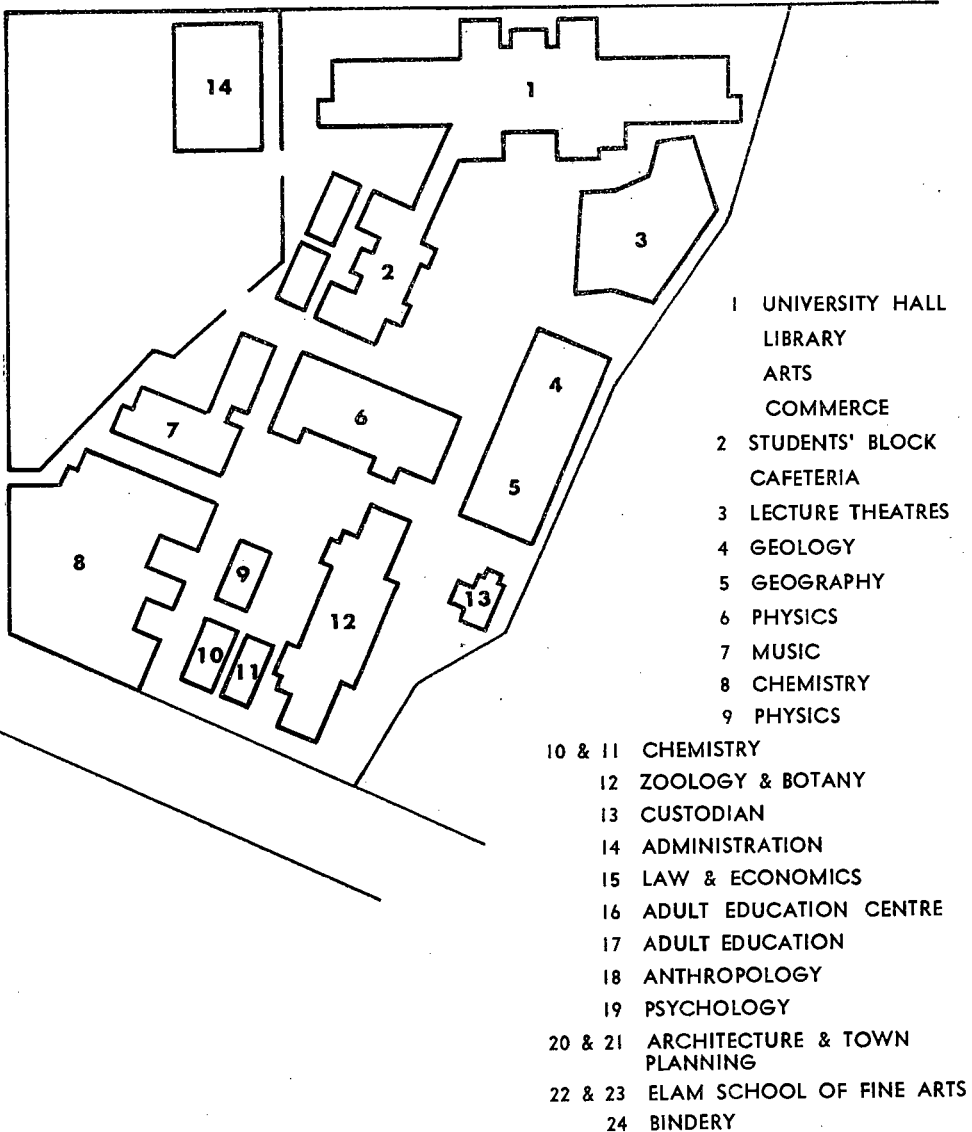 14
1
3
2
4
6
7
5
8
9
13
12
10
11
1 UNIVERSITY HALL
LIBRARY
ARTS
COMMERCE
2 STUDENTS' BLOCK
CAFETERIA
3 LECTURE THEATRES
4 GEOLOGY
5 GEOGRAPHY
6 PHYSICS
7 MUSIC
8 CHEMISTRY
9 PHYSICS
10 & 11 CHEMISTRY
12 ZOOLOGY & BOTANY
13 CUSTODIAN
14 ADMINISTRATION
15 LAW & ECONOMICS
16 ADULT EDUCATION CENTRE
17 ADULT EDUCATION
18 ANTHROPOLOGY
19 PSYCHOLOGY
20 & 21 ARCHITECTURE & TOWN
PLANNING
22 & 23 ELAM SCHOOL OF FINE ARTS
24 BINDERY